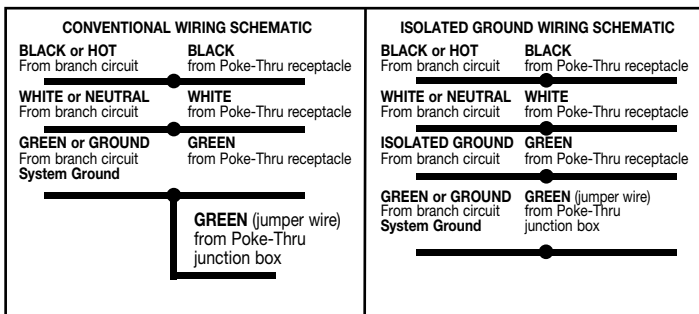 CONVENTIONAL WIRING SCHEMATIC
BLACK or HOT
From branch circuit
BLACK
from Poke-Thru receptacle
WHITE or NEUTRAL
From branch circuit
WHITE
from Poke-Thru receptacle
GREEN or GROUND
From branch circuit
System Ground
GREEN
from Poke-Thru receptacle
GREEN (jumper wire)
from Poke-Thru
junction box
ISOLATED GROUND WIRING SCHEMATIC
BLACK or HOT
From branch circuit
BLACK
from Poke-Thru receptacle
WHITE or NEUTRAL
From branch circuit
WHITE
from Poke-Thru receptacle
ISOLATED GROUND
From branch circuit
GREEN
from Poke-Thru receptacle
GREEN or GROUND
From branch circuit
System Ground
GREEN (jumper wire)
from Poke-Thru
junction box